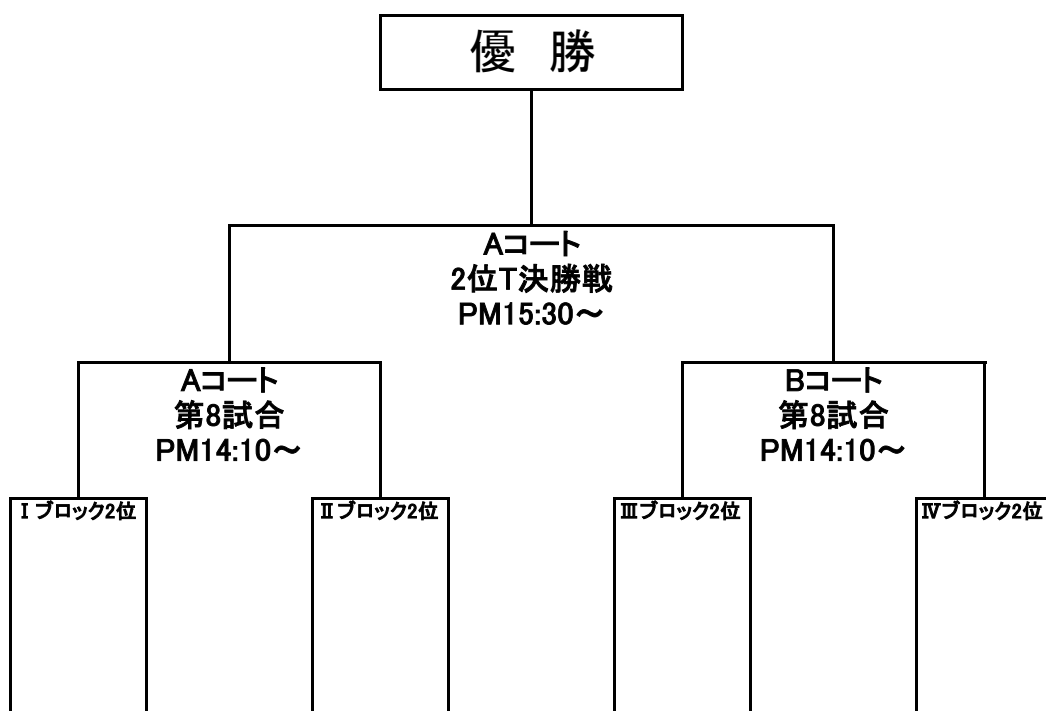 優 勝
Aコート
2位T決勝戦
PM15:30～
Aコート
第8試合
PM14:10～
Bコート
第8試合
PM14:10～
Ⅰブロック2位
Ⅱブロック2位
Ⅲブロック2位
Ⅳブロック2位